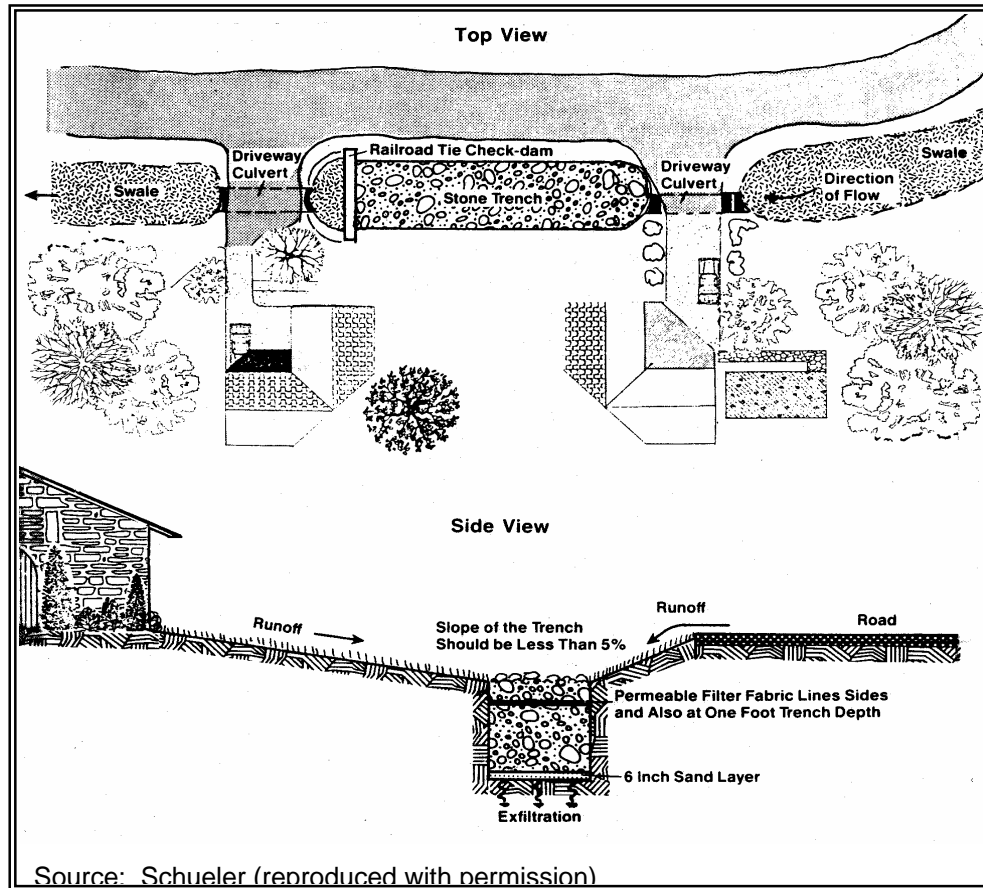 Top View
Railroad Tie Check-dam
Driveway
Culvert
Swale
Stone Trench
Driveway
Culvert
Swale
Direction
of Flow
Side View
Runoff
Slope of the Trench
Should be Less Than 5%
Runoff
Road
Permeable Filter Fabric Lines Sides
and Also at One Foot Trench Depth
6 Inch Sand Layer
Exfiltration
Source: Schueler (reproduced with permission)